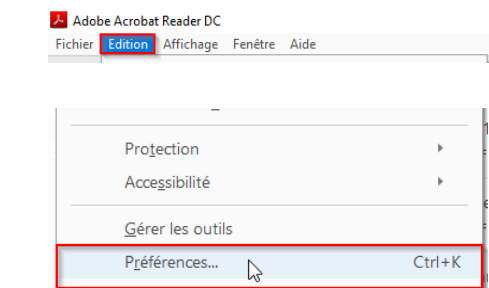 Adobe Acrobat Reader DC
Fichier Edition Affichage Fenêtre Aide
Protection
Accessibilité
Gérer les outils
Préférences... Ctrl+K